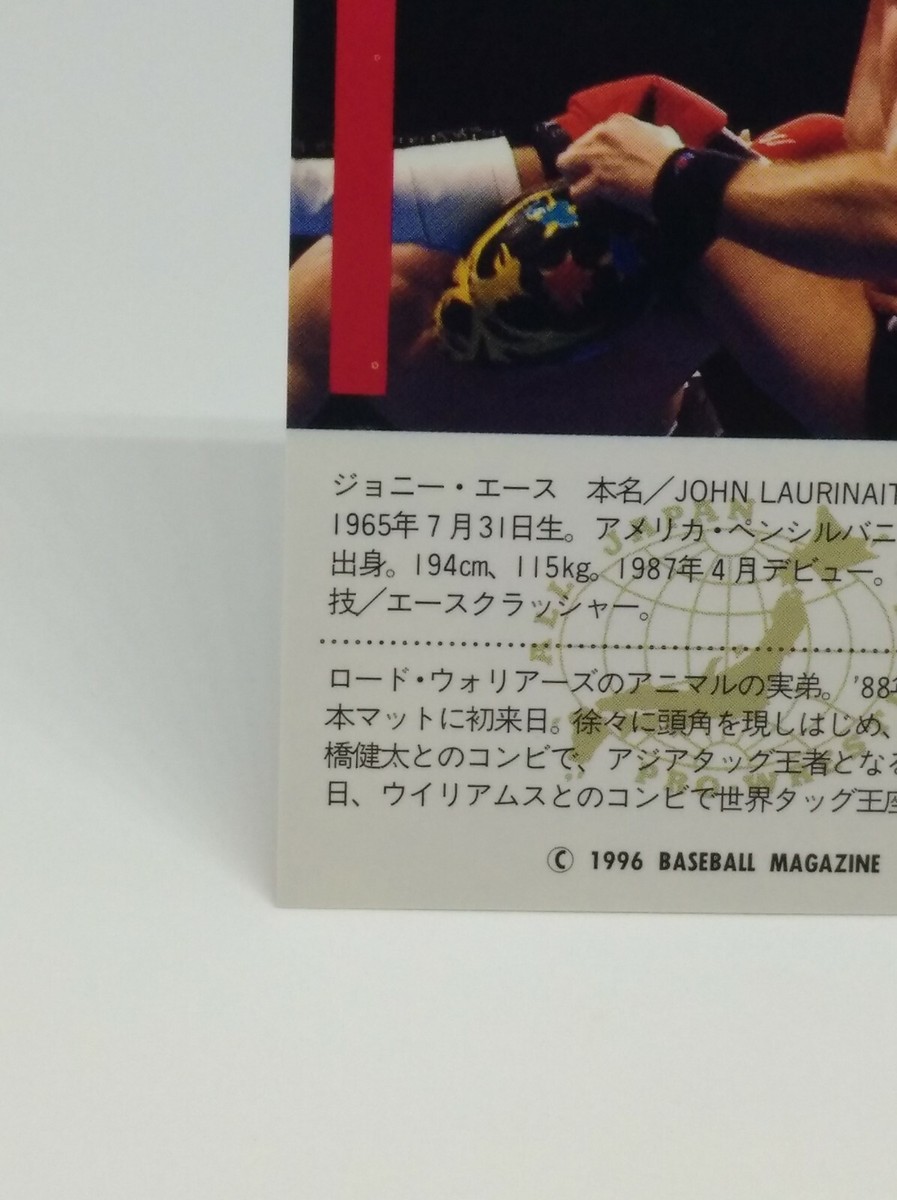 ジョニー・エース　本名／JOHN LAURINAIT
1965年7月31日生。アメリカ・ペンシルバニ
出身。194cm、115kg。1987年4月デビュー。
技／エースクラッシャー。
ロード・ウォリアーズのアニマルの実弟。'88年
本マットに初来日。徐々に頭角を現しはじめ、
橋健太とのコンビで、アジアタッグ王者となる
日、ウイリアムスとのコンビで世界タッグ王座
ALL JAPAN
PRO WREST
© 1996 BASEBALL MAGAZINE